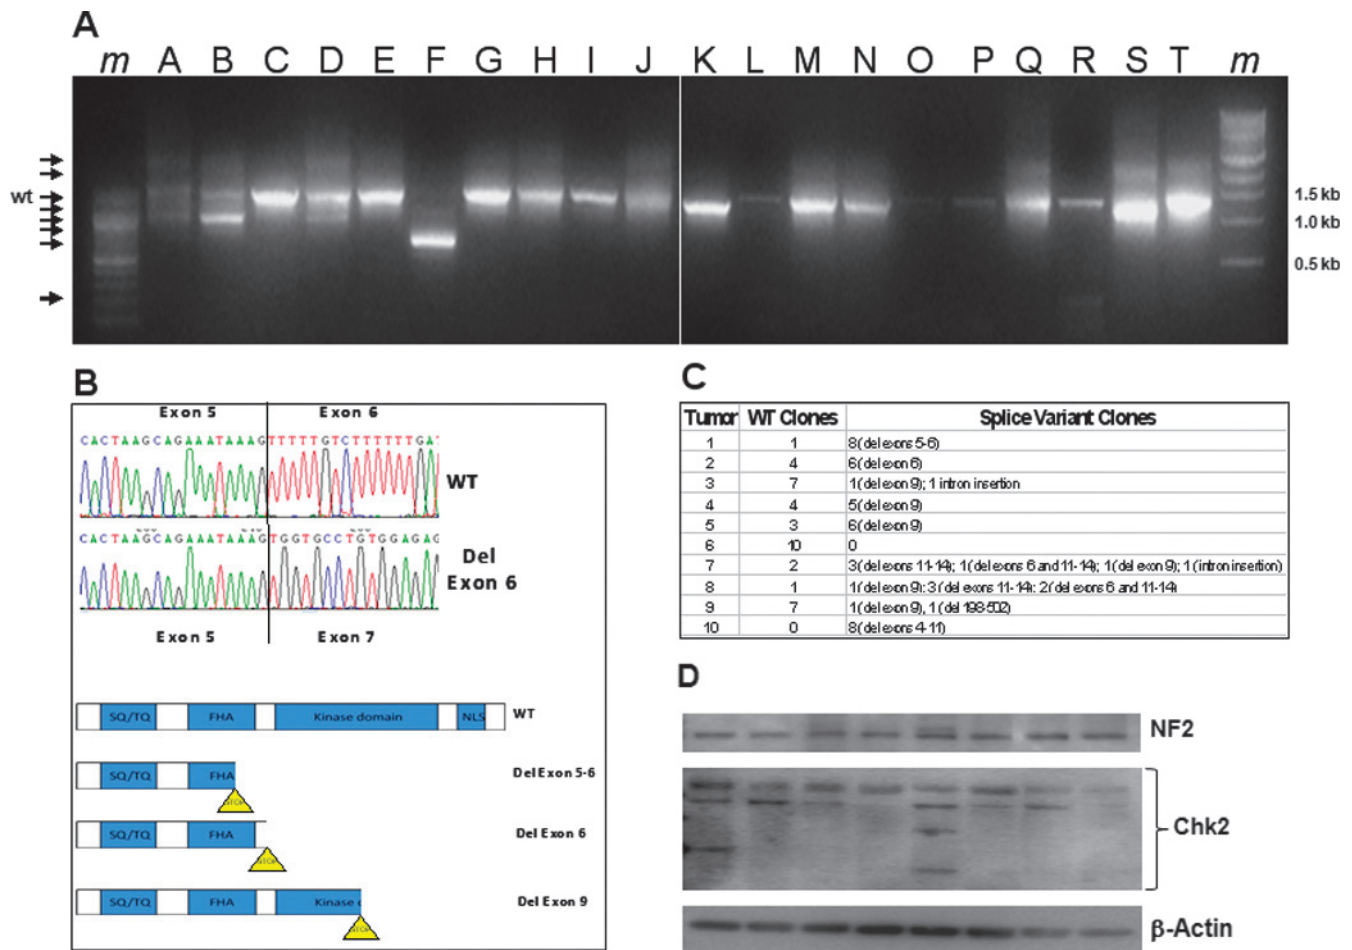 A
m A B C D E F G H I J K L M N O P Q R S T m
wt
1.5 kb
1.0 kb
0.5 kb
B
Exon 5 Exon 6
CACTAAGCAGAAATAAAGTTTTTGTCTTTTTTGA
WT
CACTAAGCAGAAATAAAGTGGTGCCTGTGGAGAG
Del
Exon 6
Exon 5 Exon 7
SQ/TQ FHA Kinase domain NLS WT
SQ/TQ FHA Del Exon 5-6
STOP
SQ/TQ FHA Del Exon 6
STOP
SQ/TQ FHA Kinase Del Exon 9
STOP
C
Tumor WT Clones Splice Variant Clones
1 1 8(del exons 5-6)
2 4 6(del exon 6)
3 7 1(del exon 9); 1 intron insertion
4 4 5(del exon 9)
5 3 6(del exon 9)
6 10 0
7 2 3(del exons 11-14); 1(del exons 6 and 11-14); 1(del exon 9); 1(intron insertion)
8 1 1(del exon 9); 3(del exons 11-14); 2(del exons 6 and 11-14)
9 7 1(del exon 9), 1(del 198-502)
10 0 8(del exons 4-11)
D
NF2
Chk2
β-Actin